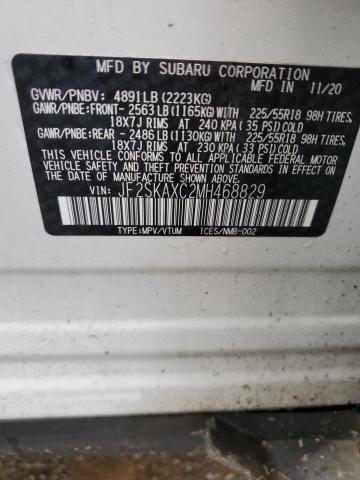 MFD BY SUBARU CORPORATION IN 11/20
GVWR/PNBV: 4891LB(2223KG)
GAWR/PNBE:FRONT-2563LB(1165KG)WITH 225/55R18 98H TIRES,
18X7J RIMS AT 240 KPA(35 PSI)COLD
GAWR/PNBE:REAR -2486LB(1130KG)WITH 225/55R18 98H TIRES,
18X7J RIMS AT 230 KPA(33 PSI)COLD
THIS VEHICLE CONFORMS TO ALL APPLICABLE FEDERAL MOTOR
VEHICLE SAFETY AND THEFT PREVENTION STANDARDS IN
EFFECT ON THE DATE OF MANUFACTURE SHOWN ABOVE.
VIN: JF2SKAXC2MH468829
TYPE:MPV/VTUM ICES/NMB-002